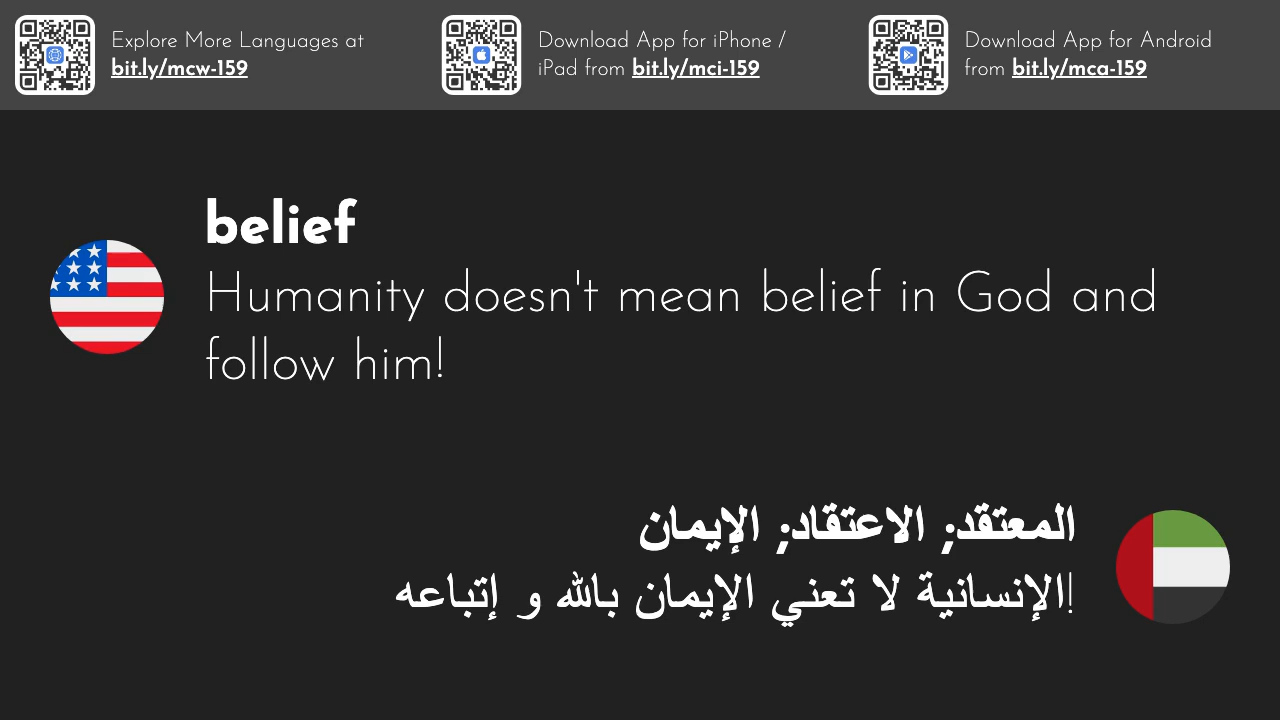 Explore More Languages at
bit.ly/mcw-159
Download App for iPhone /
iPad from bit.ly/mci-159
Download App for Android
from bit.ly/mca-159
belief
Humanity doesn't mean belief in God and
follow him!
المعتقد; الاعتقاد; الإيمان
!الإنسانية لا تعني الإيمان بالله و إتباعه